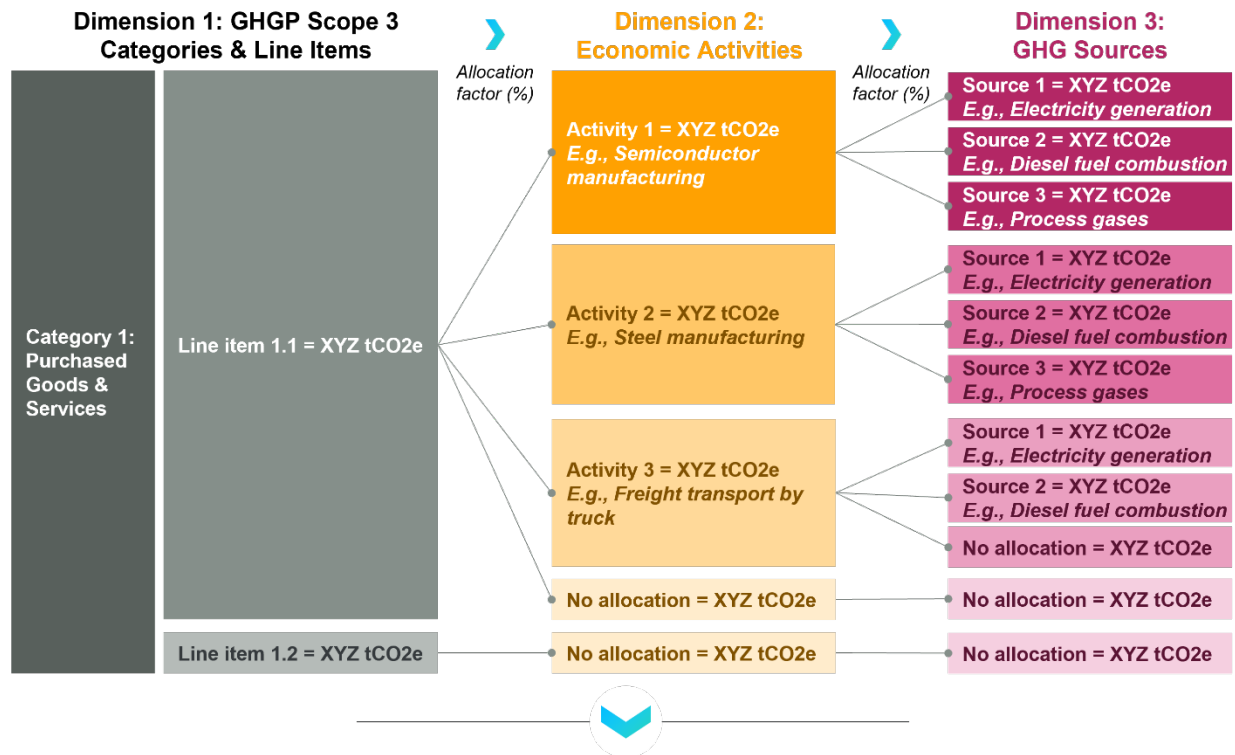 Dimension 1: GHGP Scope 3
Categories & Line Items
Dimension 2:
Economic Activities
Dimension 3:
GHG Sources
Allocation
factor (%)
Allocation
factor (%)
Category 1:
Purchased
Goods &
Services
Line item 1.1 = XYZ tCO2e
Line item 1.2 = XYZ tCO2e
Activity 1 = XYZ tCO2e
E.g., Semiconductor
manufacturing
Activity 2 = XYZ tCO2e
E.g., Steel manufacturing
Activity 3 = XYZ tCO2e
E.g., Freight transport by
truck
No allocation = XYZ tCO2e
No allocation = XYZ tCO2e
Source 1 = XYZ tCO2e
E.g., Electricity generation
Source 2 = XYZ tCO2e
E.g., Diesel fuel combustion
Source 3 = XYZ tCO2e
E.g., Process gases
Source 1 = XYZ tCO2e
E.g., Electricity generation
Source 2 = XYZ tCO2e
E.g., Diesel fuel combustion
Source 3 = XYZ tCO2e
E.g., Process gases
Source 1 = XYZ tCO2e
E.g., Electricity generation
Source 2 = XYZ tCO2e
E.g., Diesel fuel combustion
No allocation = XYZ tCO2e
No allocation = XYZ tCO2e
No allocation = XYZ tCO2e